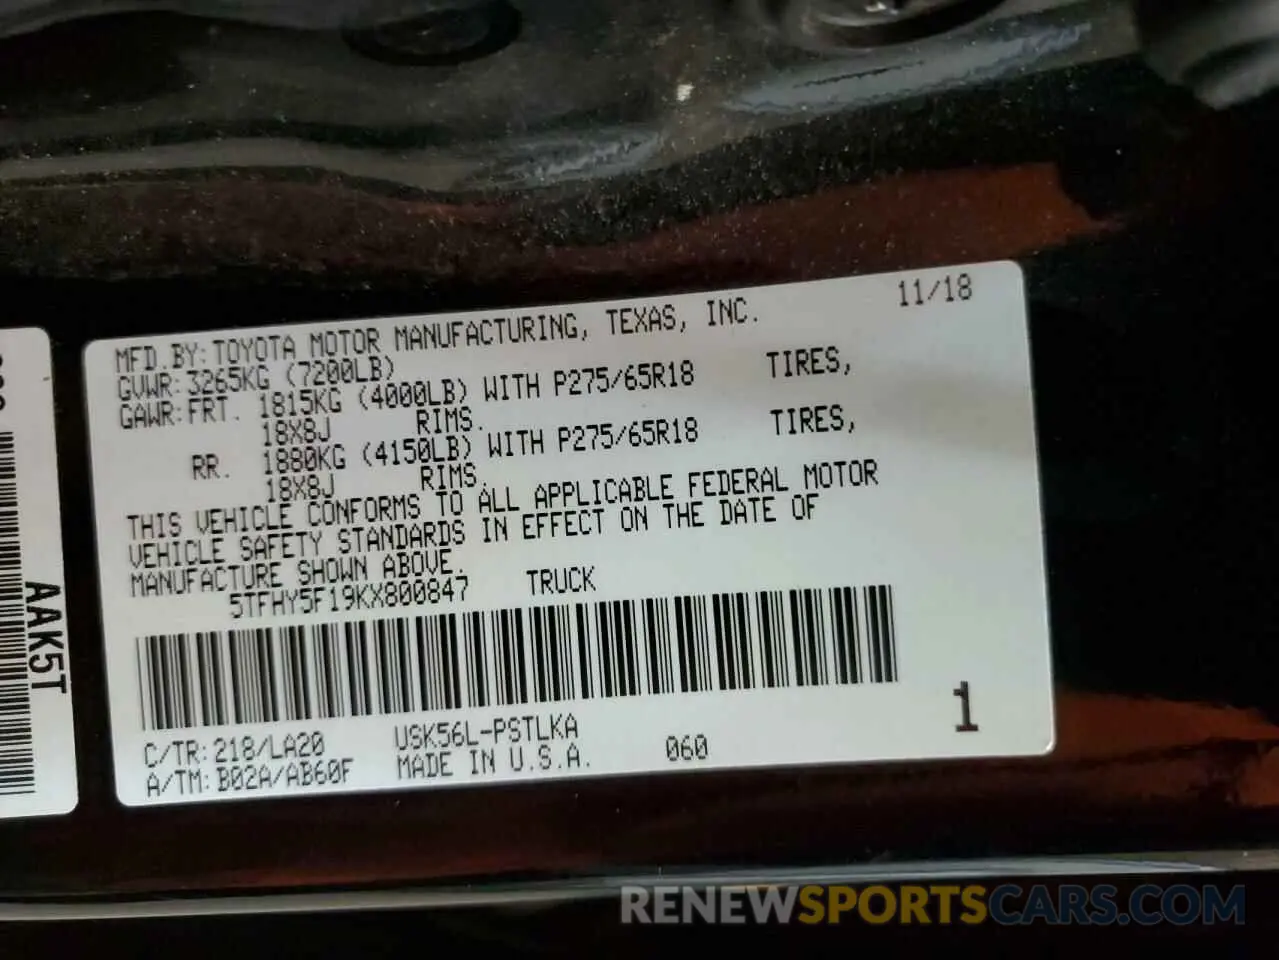 MFD.BY:TOYOTA MOTOR MANUFACTURING, TEXAS, INC. 11/18
GVWR:3265KG (7200LB)
GAWR:FRT. 1815KG (4000LB) WITH P275/65R18 TIRES,
18X8J RIMS.
RR. 1880KG (4150LB) WITH P275/65R18 TIRES,
18X8J RIMS.
THIS VEHICLE CONFORMS TO ALL APPLICABLE FEDERAL MOTOR
VEHICLE SAFETY STANDARDS IN EFFECT ON THE DATE OF
MANUFACTURE SHOWN ABOVE.
5TFHY5F19KX800847 TRUCK
1
C/TR:218/LA20 USK56L-PSTLKA
A/TM:B02A/AB60F MADE IN U.S.A. 060
AAK5T
RENEWSPORTSCARS.COM